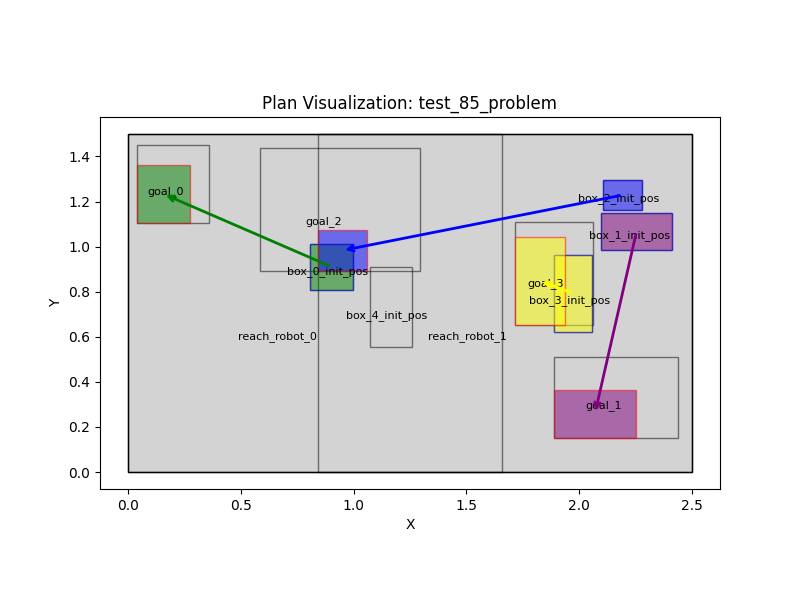 Plan Visualization: test_85_problem
Y
1.4
1.2
1.0
0.8
0.6
0.4
0.2
0.0
goal_0
goal_2
box_2_init_pos
box_1_init_pos
box_0_init_pos
goal_3
box_3_init_pos
box_4_init_pos
reach_robot_0
reach_robot_1
goal_1
0.0
0.5
1.0
1.5
2.0
2.5
X